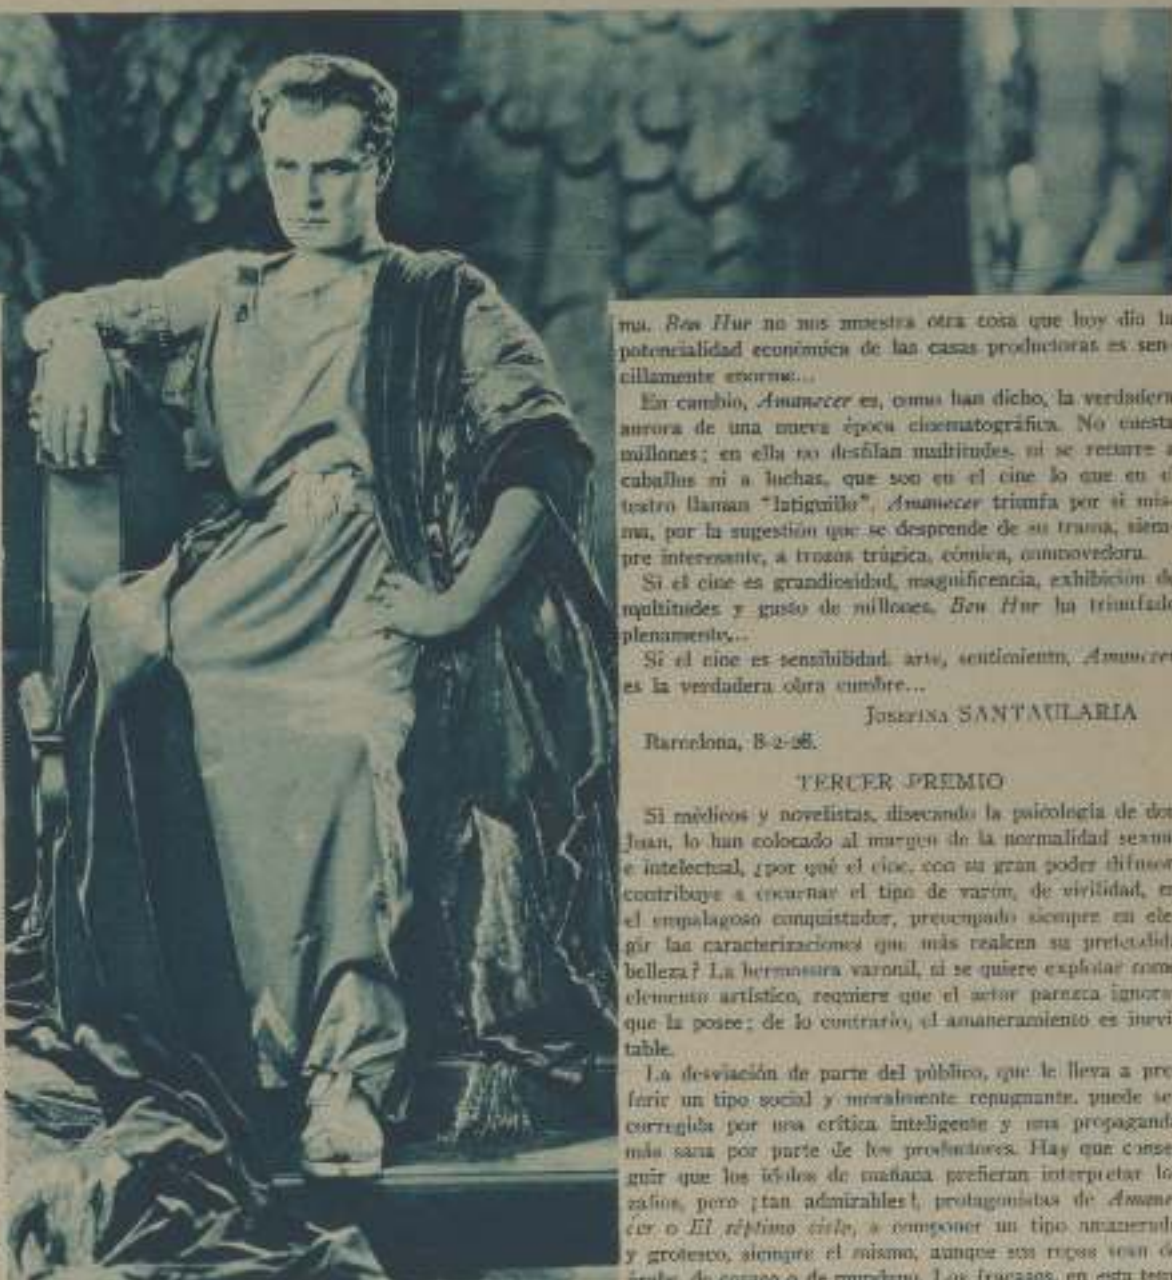 ma. Ben Hur no nos muestra otra cosa que hoy día la
potencialidad económica de las casas productoras es sen-
cillamente enorme...
En cambio, Amanecer es, como han dicho, la verdadera
aurora de una nueva época cinematográfica. No cuesta
millones; en ella no desfilan multitudes, ni se recurre a
caballos ni a luchas, que son en el cine lo que en el
teatro llaman "latiguillo". Amanecer triunfa por sí mis-
ma, por la sugestión que se desprende de su trama, siem-
pre interesante, a trozos trágica, cómica, conmovedora.
Si el cine es grandiosidad, magnificencia, exhibición de
multitudes y gasto de millones, Ben Hur ha triunfado
plenamente...
Si el cine es sensibilidad, arte, sentimiento, Amanecer
es la verdadera obra cumbre...
Josefina SANTAULARIA
Barcelona, 8-2-28.
TERCER PREMIO
Si médicos y novelistas, disecando la psicología de don
Juan, lo han colocado al margen de la normalidad sexual
e intelectual, ¿por qué el cine, con su gran poder difusor
contribuye a encarnar el tipo de varón, de virilidad, en
el empalagoso conquistador, preocupado siempre en ele
gir las caracterizaciones que más realcen su pretendida
belleza? La hermosura varonil, si se quiere explotar como
elemento artístico, requiere que el actor parezca ignorar
que la posee; de lo contrario, el amaneramiento es inevi
table.
La desviación de parte del público, que le lleva a pre
ferir un tipo social y moralmente repugnante, puede ser
corregida por una crítica inteligente y una propaganda
más sana por parte de los productores. Hay que conse
guir que los ídolos de mañana prefieran interpretar los
zafios, pero ¡tan admirables!, protagonistas de Amane
cer o El séptimo cielo, a componer un tipo amanerado
y grotesco, siempre el mismo, aunque sus ropas sean de
de corsario o de mundano. Los fracasos, en esta